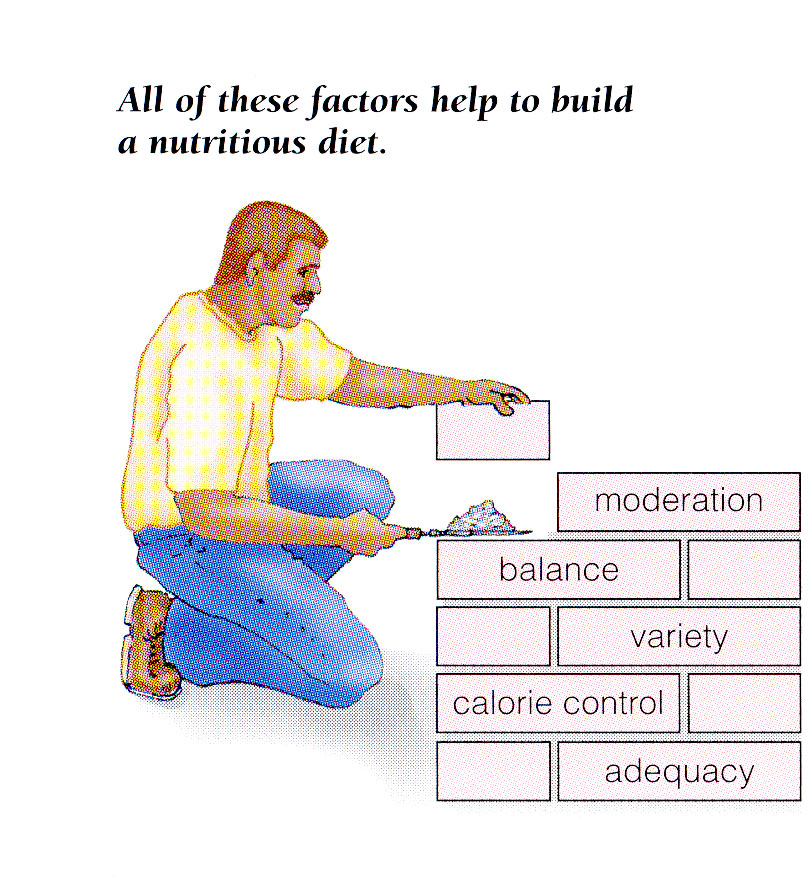 All of these factors help to build
a nutritious diet.
moderation
balance
variety
calorie control
adequacy